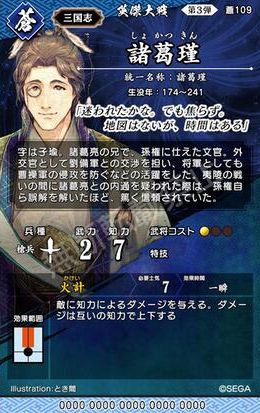 蒼
三国志
英傑大戦
第3弾
蒼109
しょかつきん
諸葛瑾
統一名称：諸葛瑾
生没年：174～241
「迷われたかな。でも焦らず。
地図はないが、時間はある」
字は子瑜。諸葛亮の兄で、孫権に仕えた文官。外
交官として劉備軍との交渉を担い、将軍としても
曹操軍の侵攻を防ぐなどの活躍をした。夷陵の戦
いの間に諸葛亮との内通を疑われた際は、孫権自
ら誤解を解いたほど、篤く信頼されていた。
兵種 武力 知力 武将コスト
槍兵 2 7 特技
かけい 必要士気 効果時間
火計 7 一瞬
効果範囲
敵に知力によるダメージを与える。ダメー
ジは互いの知力で上下する
Illustration:とき間
©SEGA
0000-0000-0000-0000-0000